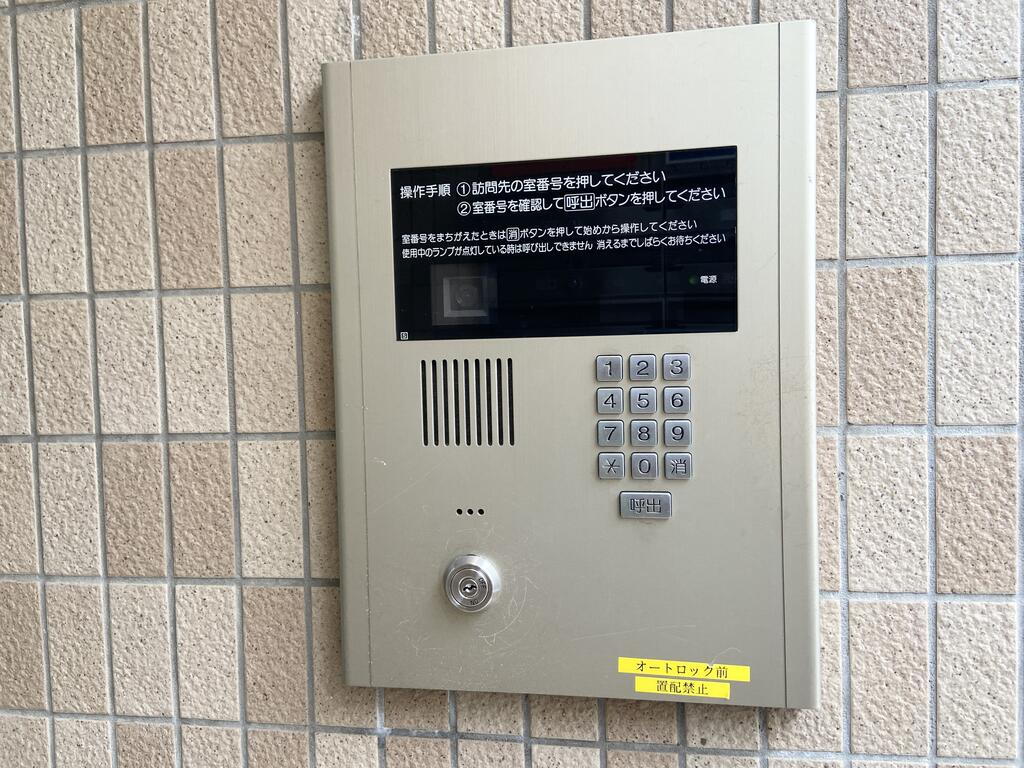 操作手順 ①訪問先の室番号を押してください
②室番号を確認して呼出ボタンを押してください
室番号をまちがえたときは消ボタンを押して始めから操作してください
使用中のランプが点灯している時は呼び出しできません 消えるまでしばらくお待ちください
電源
S
1 2 3
4 5 6
7 8 9
* 0 消
呼出
オートロック前
置配禁止